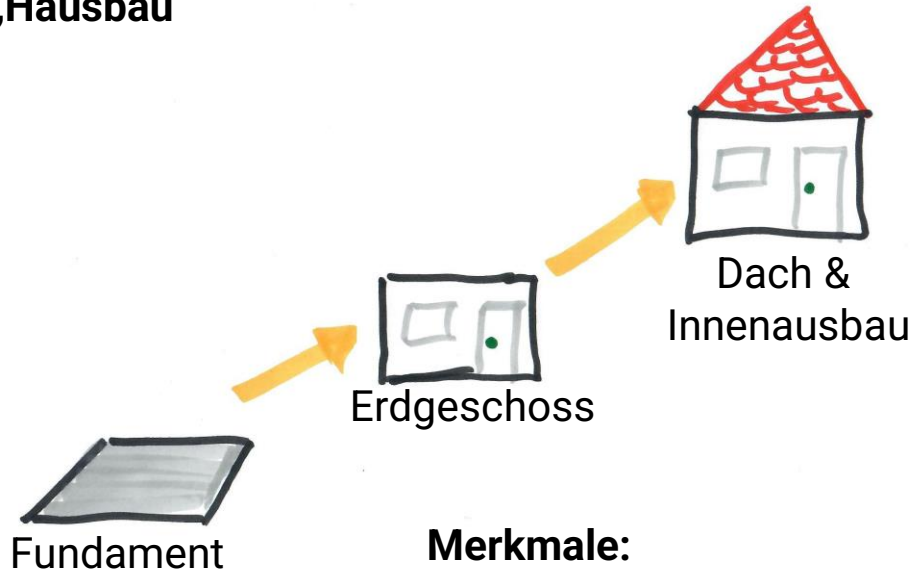 „Hausbau
Dach &
Innenausbau
Erdgeschoss
Fundament
Merkmale: